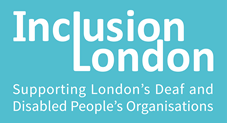 Inclusion
London
Supporting London's Deaf and
Disabled People's Organisations